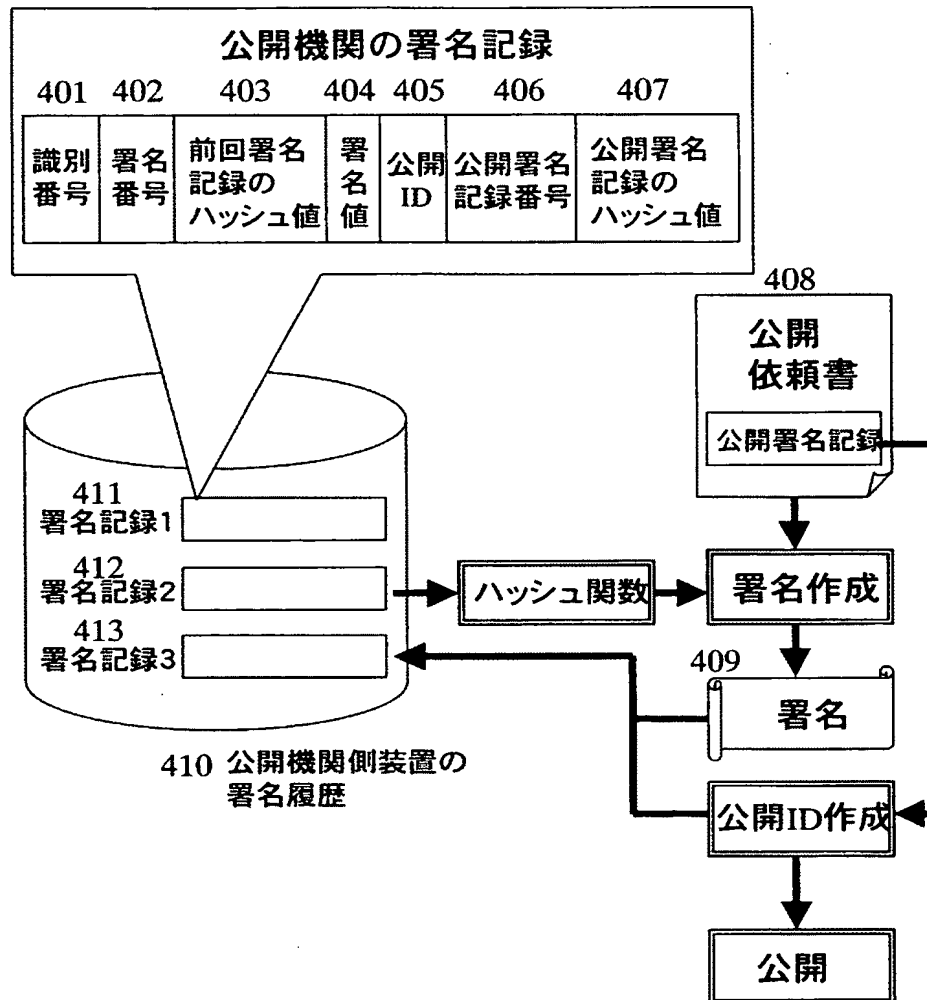 公開機関の署名記録
401 402 403 404 405 406 407
識別
番号
署名
番号
前回署名
記録の
ハッシュ値
署
名
値
公開
ID
公開署名
記録番号
公開署名
記録の
ハッシュ値
408
公開
依頼書
公開署名記録
411
署名記録1
412
署名記録2
413
署名記録3
ハッシュ関数
署名作成
409
署名
410 公開機関側装置の
署名履歴
公開ID作成
公開